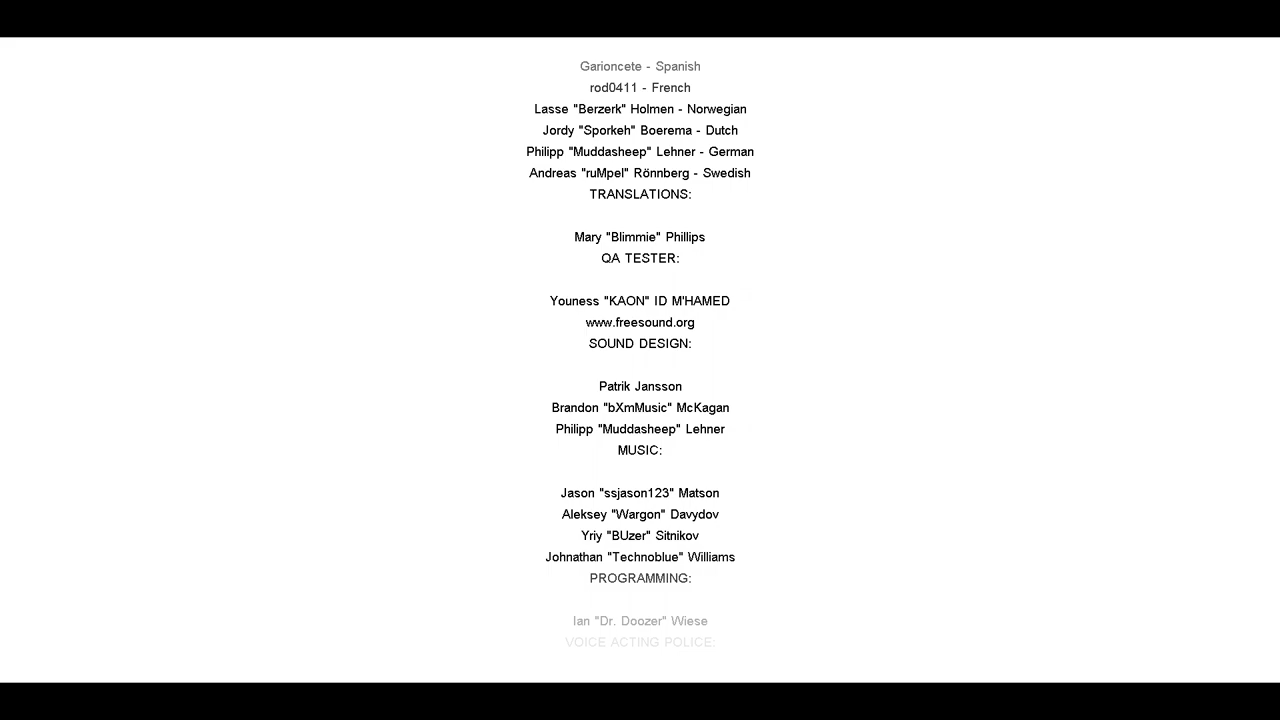 Garioncete - Spanish
rod0411 - French
Lasse "Berzerk" Holmen - Norwegian
Jordy "Sporkeh" Boerema - Dutch
Philipp "Muddasheep" Lehner - German
Andreas "ruMpel" Rönnberg - Swedish
TRANSLATIONS:
Mary "Blimmie" Phillips
QA TESTER:
Youness "KAON" ID M'HAMED
www.freesound.org
SOUND DESIGN:
Patrik Jansson
Brandon "bXmMusic" McKagan
Philipp "Muddasheep" Lehner
MUSIC:
Jason "ssjason123" Matson
Aleksey "Wargon" Davydov
Yriy "BUzer" Sitnikov
Johnathan "Technoblue" Williams
PROGRAMMING:
Ian "Dr. Doozer" Wiese
VOICE ACTING POLICE: